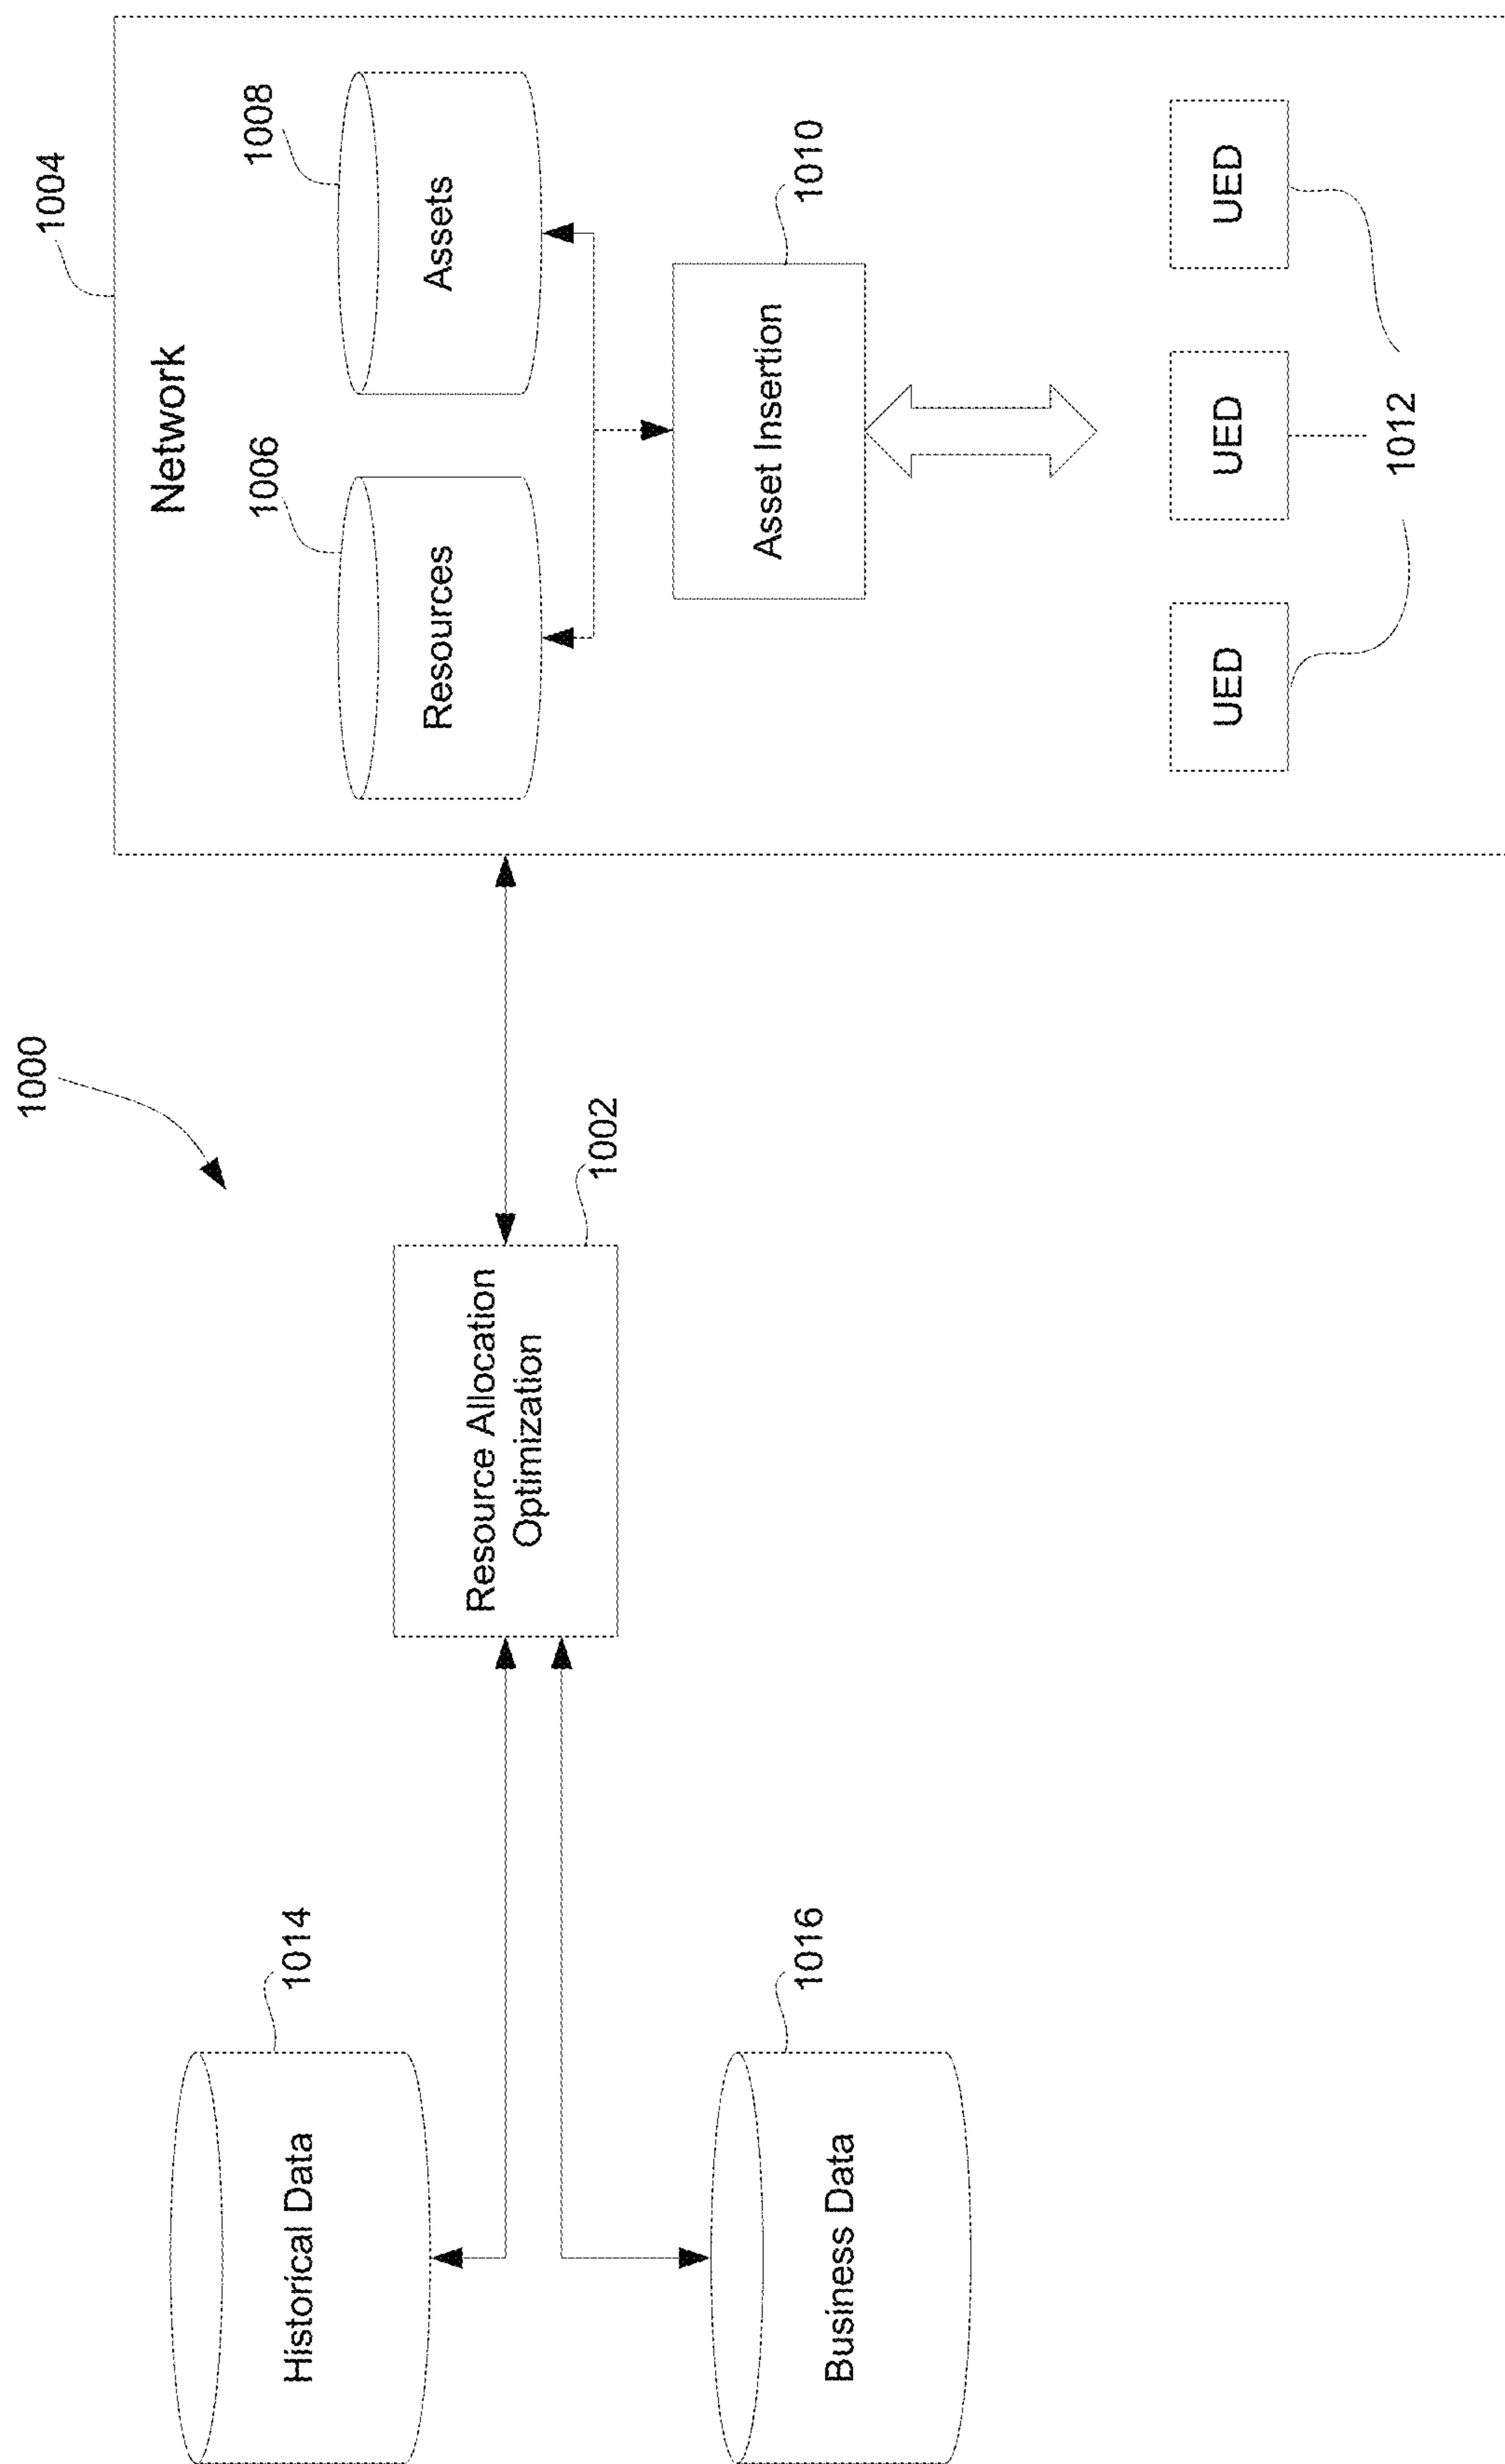 1000
1004
Network
1006
1008
Resources
Assets
1010
Asset Insertion
UED
UED
UED
1012
1002
Resource Allocation
Optimization
1014
Historical Data
1016
Business Data